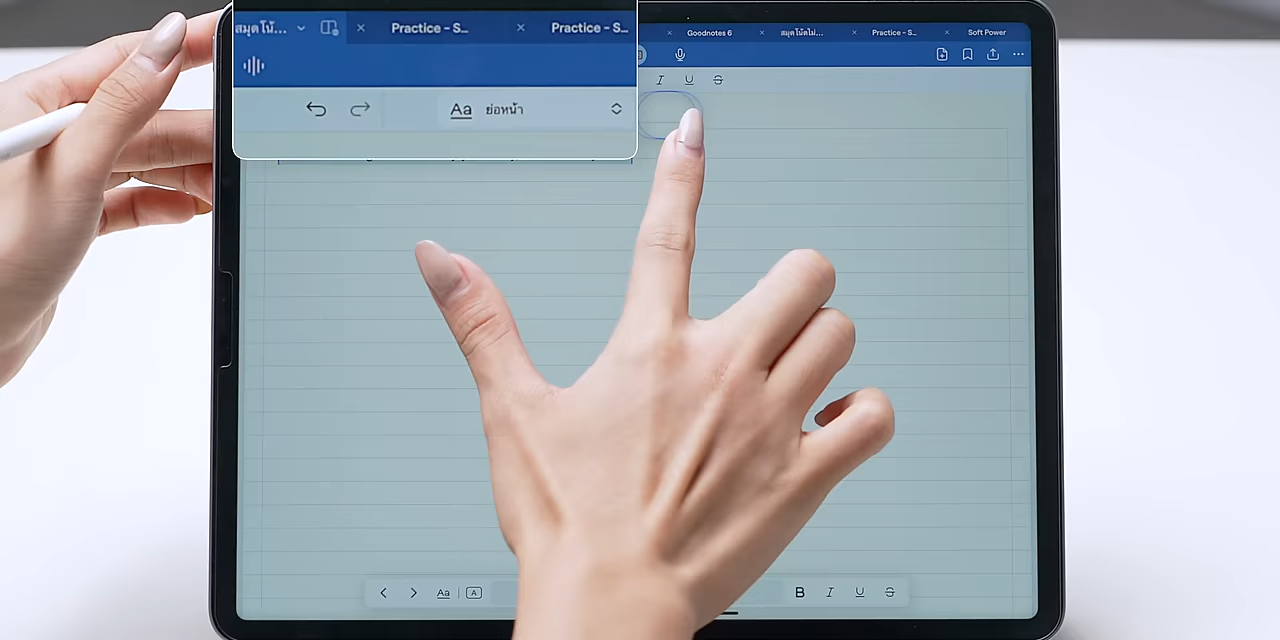 สมุดโน้... Practice - S... Practice - S...
Goodnotes 6 สมุดโน้ตไม่... Practice - S... Soft Power
Aa ย่อหน้า
I U S
Aa A B I U S